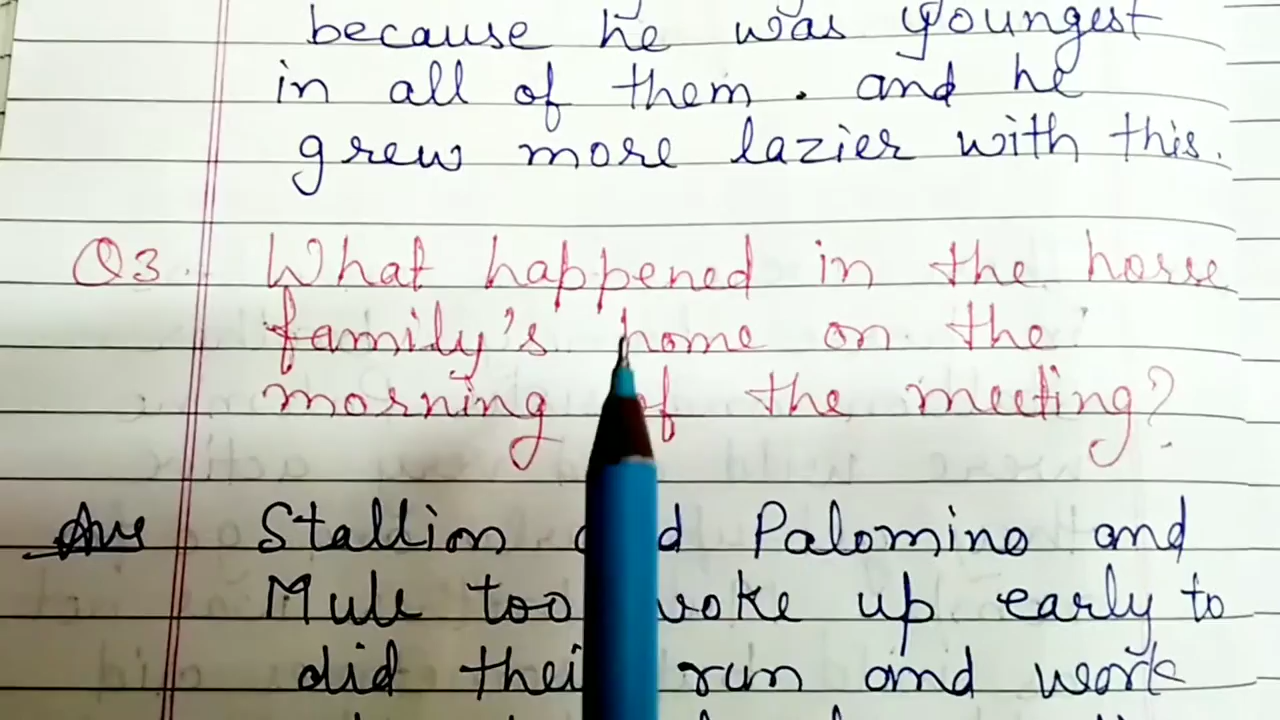 because he was youngest
in all of them. and he
grew more lazier with this.
Q3. What happened in the horse
family's home on the
morning of the meeting?
Ans Stallion and Palomino and
Mule too woke up early to
did their run and work